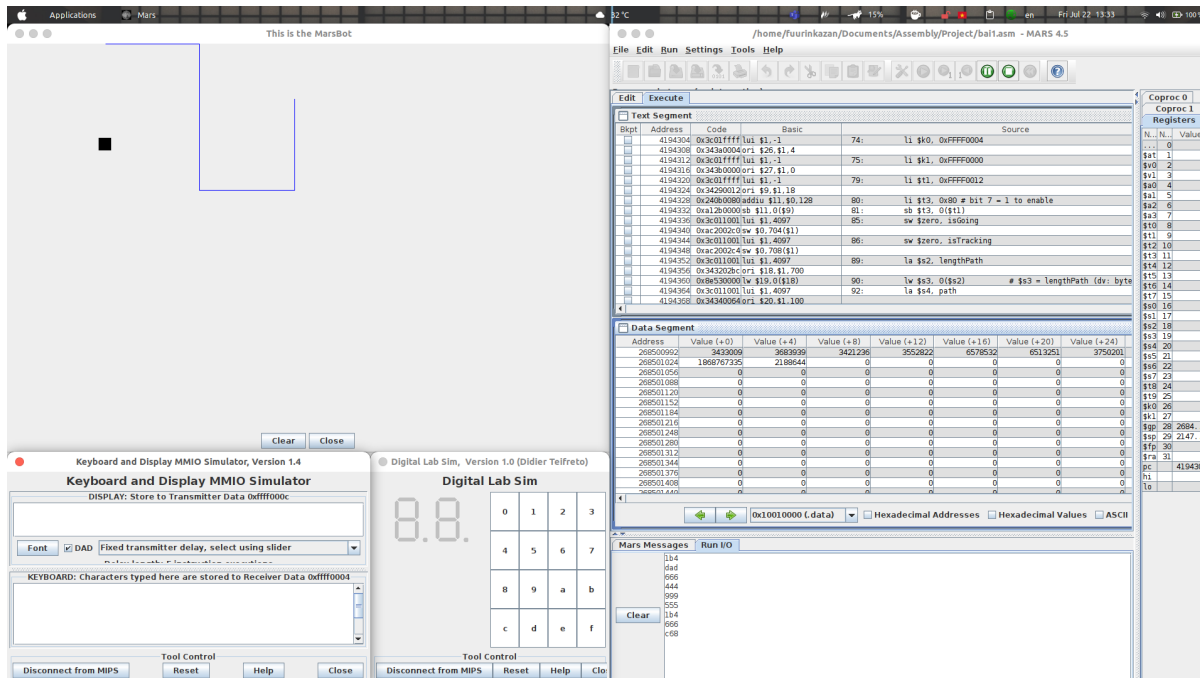 Applications Mars 32 °C 15% en Fri Jul 22 13:33 100%
This is the MarsBot
Clear Close
/home/fuurinkazan/Documents/Assembly/Project/bai1.asm - MARS 4.5
File Edit Run Settings Tools Help
Edit Execute
Text Segment
Bkpt Address Code Basic Source
4194304 0x3c01ffff lui $1,-1 74: li $k0, 0xFFFF0004
4194308 0x343a0004 ori $26,$1,4
4194312 0x3c01ffff lui $1,-1 75: li $k1, 0xFFFF0000
4194316 0x343b0000 ori $27,$1,0
4194320 0x3c01ffff lui $1,-1 79: li $t1, 0xFFFF0012
4194324 0x34290012 ori $9,$1,18
4194328 0x240b0080 addiu $11,$0,128 80: li $t3, 0x80 # bit 7 = 1 to enable
4194332 0xa12b0000 sb $11,0($9) 81: sb $t3, 0($t1)
4194336 0x3c011001 lui $1,4097 85: sw $zero, isGoing
4194340 0xac2002c0 sw $0,704($1)
4194344 0x3c011001 lui $1,4097 86: sw $zero, isTracking
4194348 0xac2002c4 sw $0,708($1)
4194352 0x3c011001 lui $1,4097 89: la $s2, lengthPath
4194356 0x343202bc ori $18,$1,700
4194360 0x8e530000 lw $19,0($18) 90: lw $s3, 0($s2) # $s3 = lengthPath (dv: byte
4194364 0x3c011001 lui $1,4097 92: la $s4, path
4194368 0x34340064 ori $20,$1,100
Data Segment
Address Value (+0) Value (+4) Value (+8) Value (+12) Value (+16) Value (+20) Value (+24)
268500992 3433009 3683939 3421236 3552822 6578532 6513251 3750201
268501024 1868767335 2188644 0 0 0 0 0
268501056 0 0 0 0 0 0 0
268501088 0 0 0 0 0 0 0
268501120 0 0 0 0 0 0 0
268501152 0 0 0 0 0 0 0
268501184 0 0 0 0 0 0 0
268501216 0 0 0 0 0 0 0
268501248 0 0 0 0 0 0 0
268501280 0 0 0 0 0 0 0
268501312 0 0 0 0 0 0 0
268501344 0 0 0 0 0 0 0
268501376 0 0 0 0 0 0 0
268501408 0 0 0 0 0 0 0
268501440 0 0 0 0 0 0 0
0x10010000 (.data) Hexadecimal Addresses Hexadecimal Values ASCII
Coproc 0
Coproc 1
Registers
N... N... Value
... 0
$at 1
$v0 2
$v1 3
$a0 4
$a1 5
$a2 6
$a3 7
$t0 8
$t1 9
$t2 10
$t3 11
$t4 12
$t5 13
$t6 14
$t7 15
$s0 16
$s1 17
$s2 18
$s3 19
$s4 20
$s5 21
$s6 22
$s7 23
$t8 24
$t9 25
$k0 26
$k1 27
$gp 28 2684.
$sp 29 2147.
$fp 30
$ra 31
pc 419430
hi
lo
Mars Messages Run I/O
Clear
1b4
dad
666
444
999
555
1b4
666
c68
Keyboard and Display MMIO Simulator, Version 1.4
Keyboard and Display MMIO Simulator
DISPLAY: Store to Transmitter Data 0xffff000c
Font DAD Fixed transmitter delay, select using slider
Delay length: 5 instruction executions
KEYBOARD: Characters typed here are stored to Receiver Data 0xffff0004
Tool Control
Disconnect from MIPS Reset Help Close
Digital Lab Sim, Version 1.0 (Didier Teifreto)
Digital Lab Sim
8.8.
0 1 2 3
4 5 6 7
8 9 a b
c d e f
Tool Control
Disconnect from MIPS Reset Help Clo